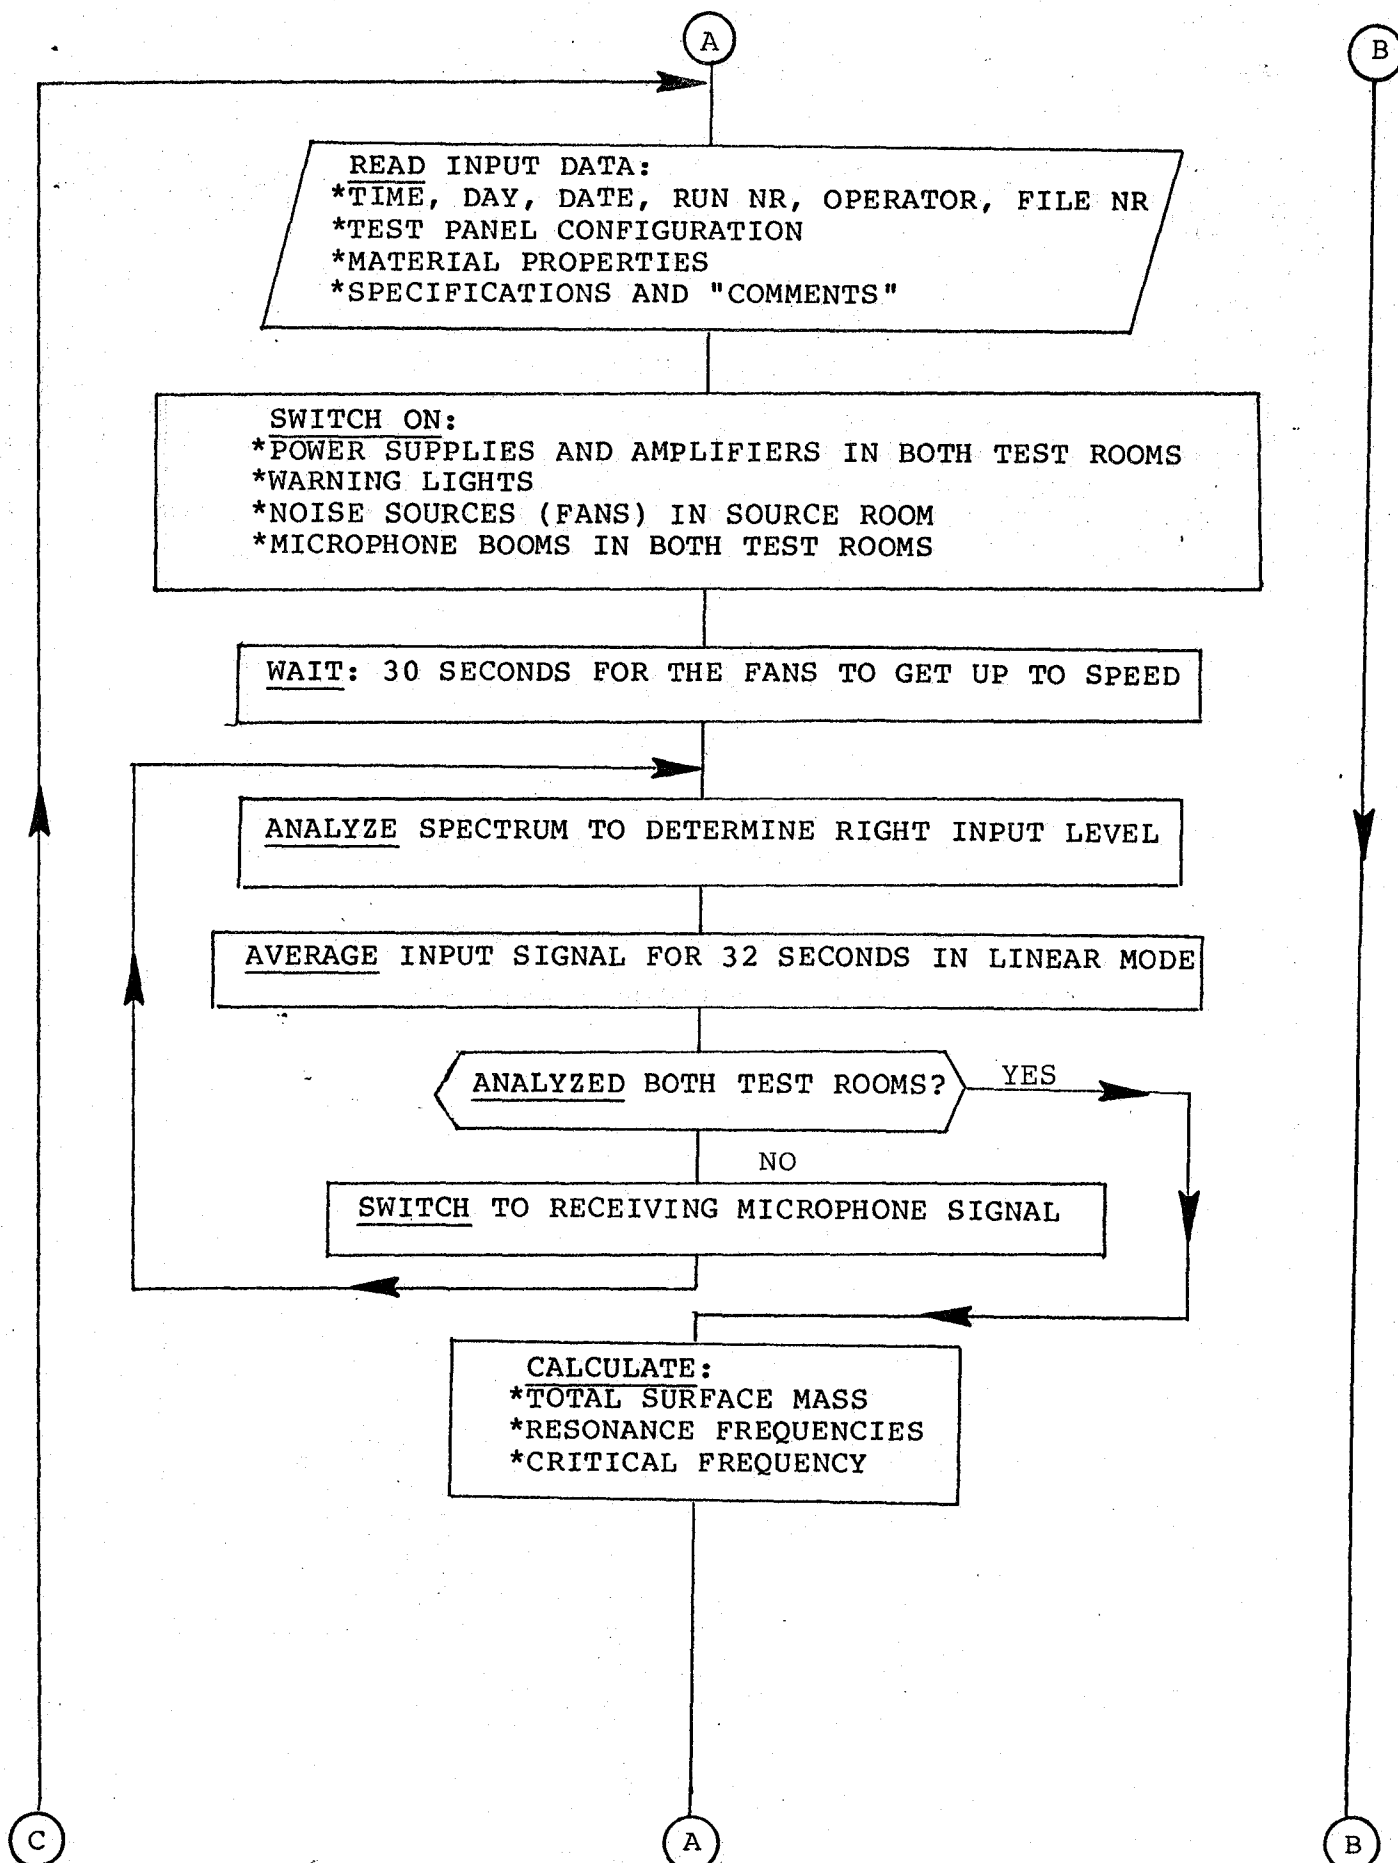 A
B
READ INPUT DATA:
*TIME, DAY, DATE, RUN NR, OPERATOR, FILE NR
*TEST PANEL CONFIGURATION
*MATERIAL PROPERTIES
*SPECIFICATIONS AND "COMMENTS"
SWITCH ON:
*POWER SUPPLIES AND AMPLIFIERS IN BOTH TEST ROOMS
*WARNING LIGHTS
*NOISE SOURCES (FANS) IN SOURCE ROOM
*MICROPHONE BOOMS IN BOTH TEST ROOMS
WAIT: 30 SECONDS FOR THE FANS TO GET UP TO SPEED
ANALYZE SPECTRUM TO DETERMINE RIGHT INPUT LEVEL
AVERAGE INPUT SIGNAL FOR 32 SECONDS IN LINEAR MODE
ANALYZED BOTH TEST ROOMS?
YES
NO
SWITCH TO RECEIVING MICROPHONE SIGNAL
CALCULATE:
*TOTAL SURFACE MASS
*RESONANCE FREQUENCIES
*CRITICAL FREQUENCY
C
A
B